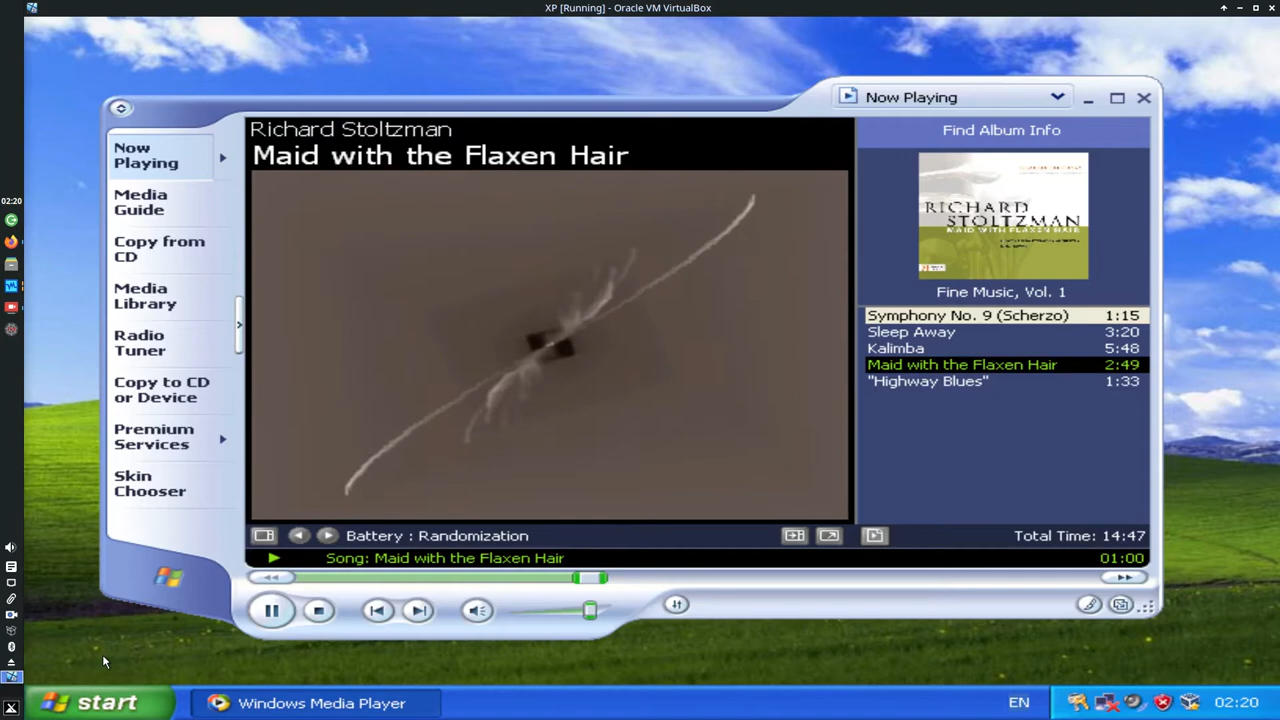 XP [Running] - Oracle VM VirtualBox
02:20
Now Playing
Now
Playing
Media
Guide
Copy from
CD
Media
Library
Radio
Tuner
Copy to CD
or Device
Premium
Services
Skin
Chooser
Richard Stoltzman
Maid with the Flaxen Hair
Find Album Info
RICHARD
STOLTZMAN
MAID WITH THE FLAXEN HAIR
Fine Music, Vol. 1
Symphony No. 9 (Scherzo) 1:15
Sleep Away 3:20
Kalimba 5:48
Maid with the Flaxen Hair 2:49
"Highway Blues" 1:33
Battery : Randomization
Total Time: 14:47
Song: Maid with the Flaxen Hair 01:00
start
Windows Media Player
EN
02:20